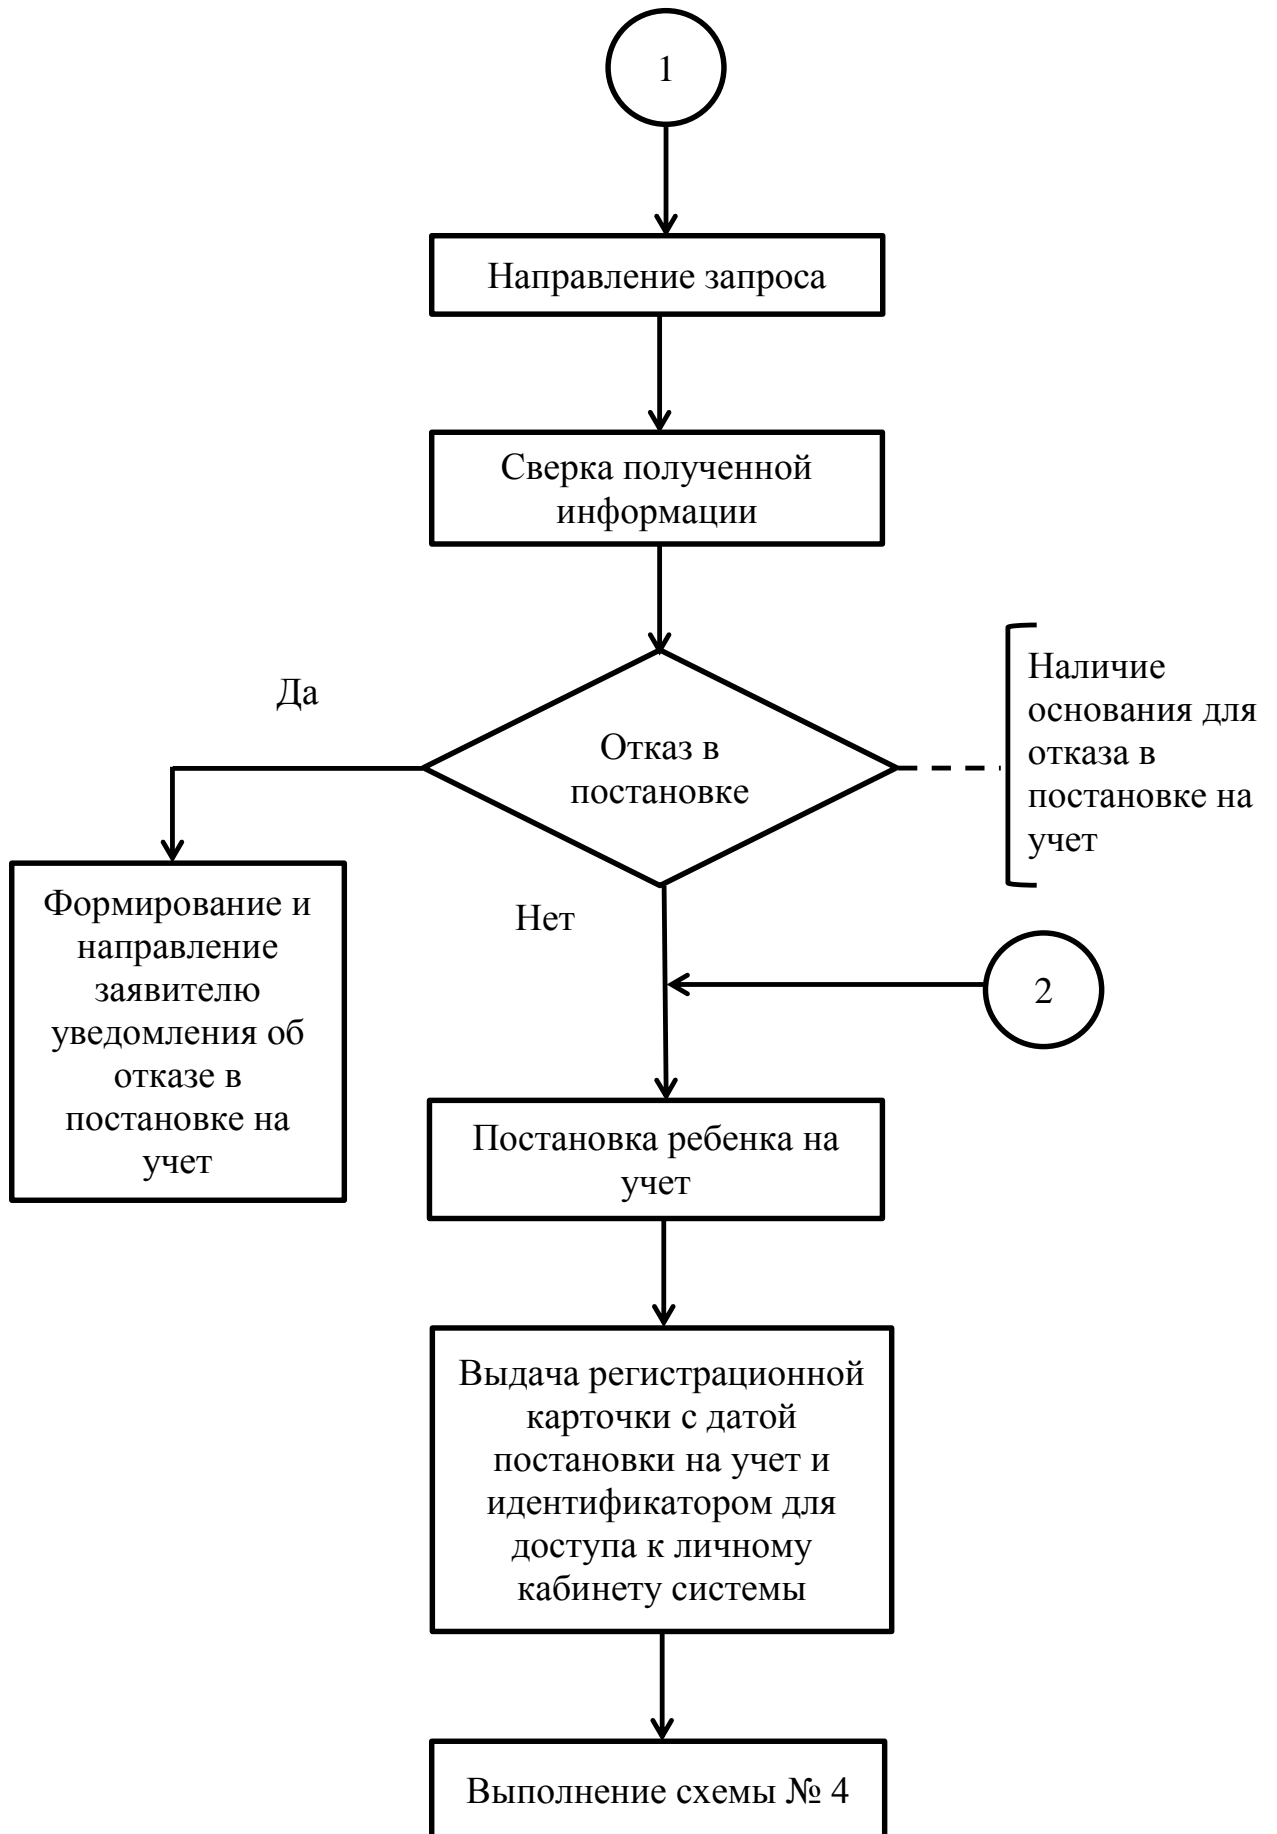 1
Направление запроса
Сверка полученной
информации
Да
Отказ в
постановке
Наличие
основания для
отказа в
постановке на
учет
Формирование и
направление
заявителю
уведомления об
отказе в
постановке на
учет
Нет
2
Постановка ребенка на
учет
Выдача регистрационной
карточки с датой
постановки на учет и
идентификатором для
доступа к личному
кабинету системы
Выполнение схемы № 4